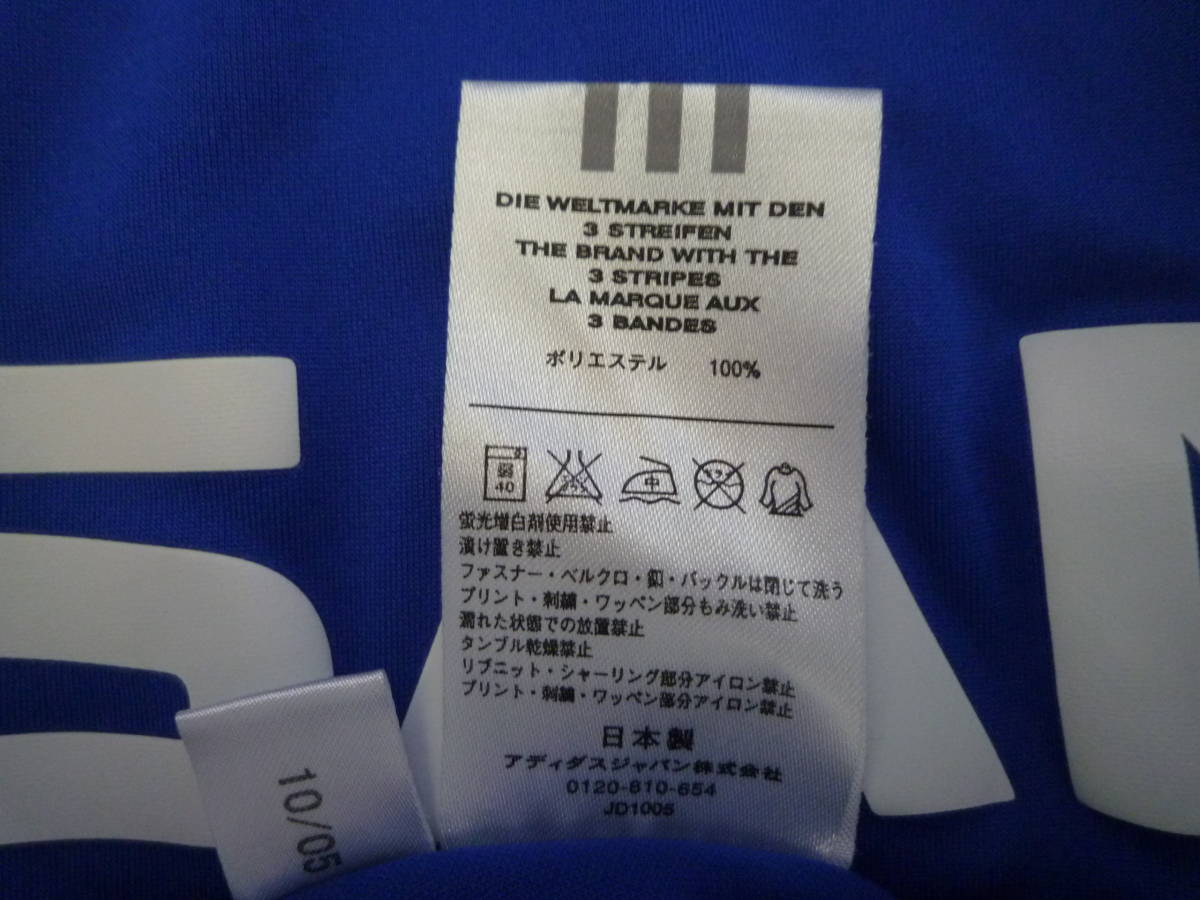 DIE WELTMARKE MIT DEN
3 STREIFEN
THE BRAND WITH THE
3 STRIPES
LA MARQUE AUX
3 BANDES
ポリエステル 100%
弱
40
中
蛍光増白剤使用禁止
漬け置き禁止
ファスナー・ベルクロ・釦・バックルは閉じて洗う
プリント・刺繍・ワッペン部分もみ洗い禁止
濡れた状態での放置禁止
タンブル乾燥禁止
リブニット・シャーリング部分アイロン禁止
プリント・刺繍・ワッペン部分アイロン禁止
日本製
アディダスジャパン株式会社
0120-810-654
JD1005
10/05